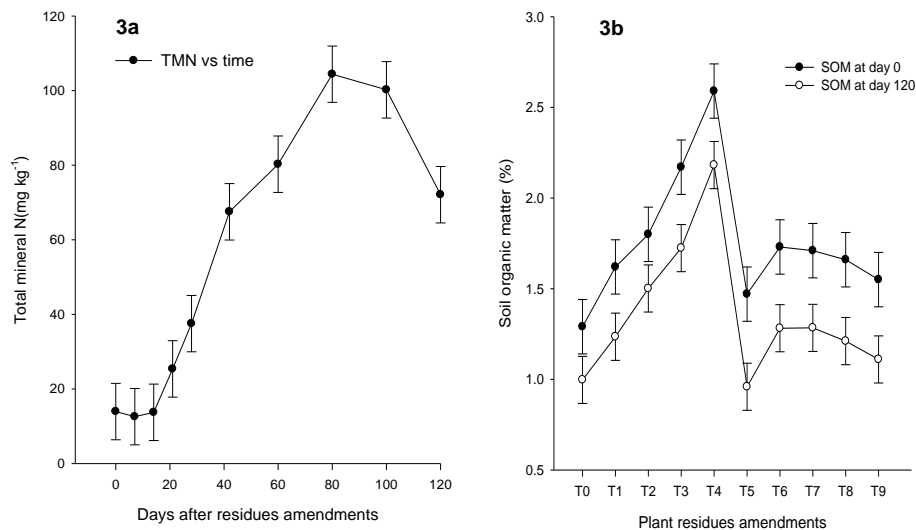 3a
TMN vs time
Total mineral N(mg kg-1)
120
100
80
60
40
20
0
0 20 40 60 80 100 120
Days after residues amendments
3b
SOM at day 0
SOM at day 120
Soil organic matter (%)
2.5
2.0
1.5
1.0
0.5
T0 T1 T2 T3 T4 T5 T6 T7 T8 T9
Plant residues amendments